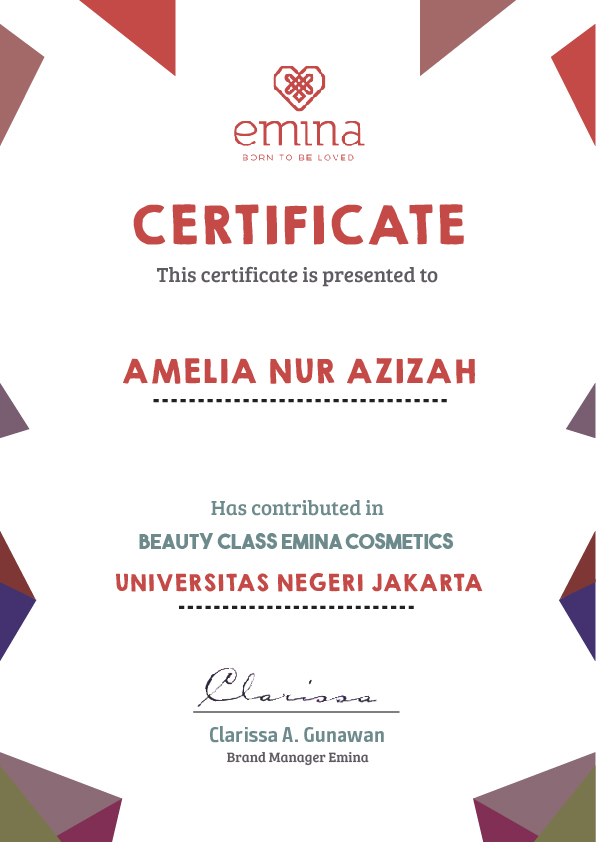 emina
BORN TO BE LOVED
CERTIFICATE
This certificate is presented to
AMELIA NUR AZIZAH
Has contributed in
BEAUTY CLASS EMINA COSMETICS
UNIVERSITAS NEGERI JAKARTA
Clarissa
Clarissa A. Gunawan
Brand Manager Emina